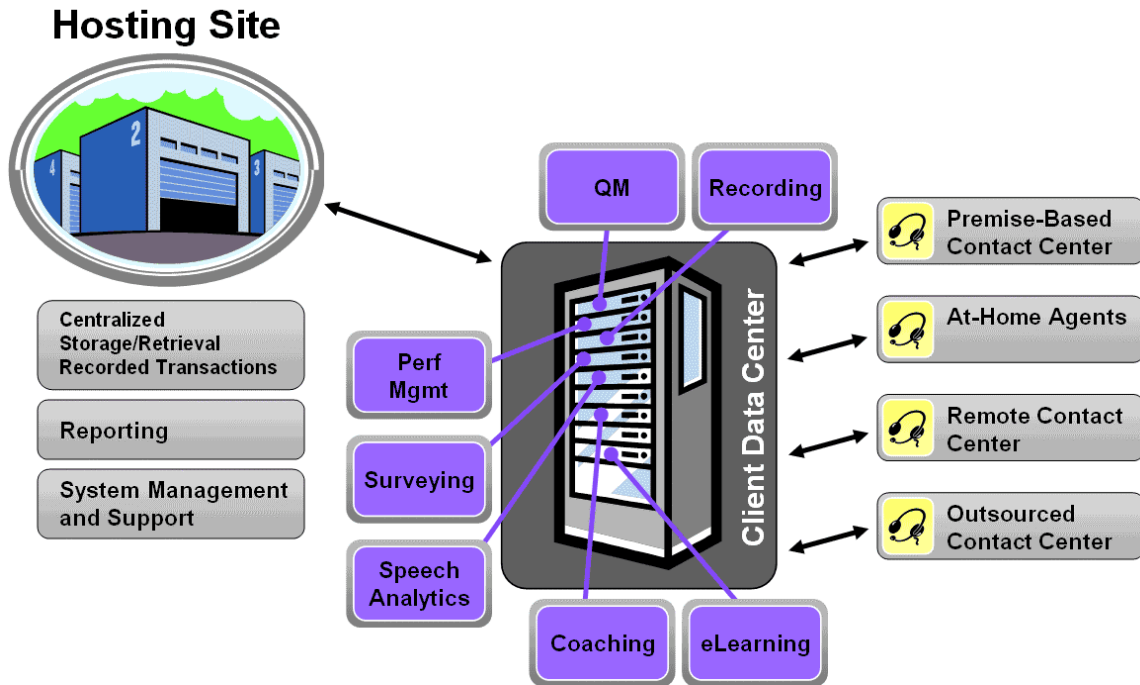 Hosting Site
4
2
3
Centralized
Storage/Retrieval
Recorded Transactions
Reporting
System Management
and Support
QM
Recording
Perf
Mgmt
Surveying
Speech
Analytics
Coaching
eLearning
Client Data Center
Premise-Based
Contact Center
At-Home Agents
Remote Contact
Center
Outsourced
Contact Center